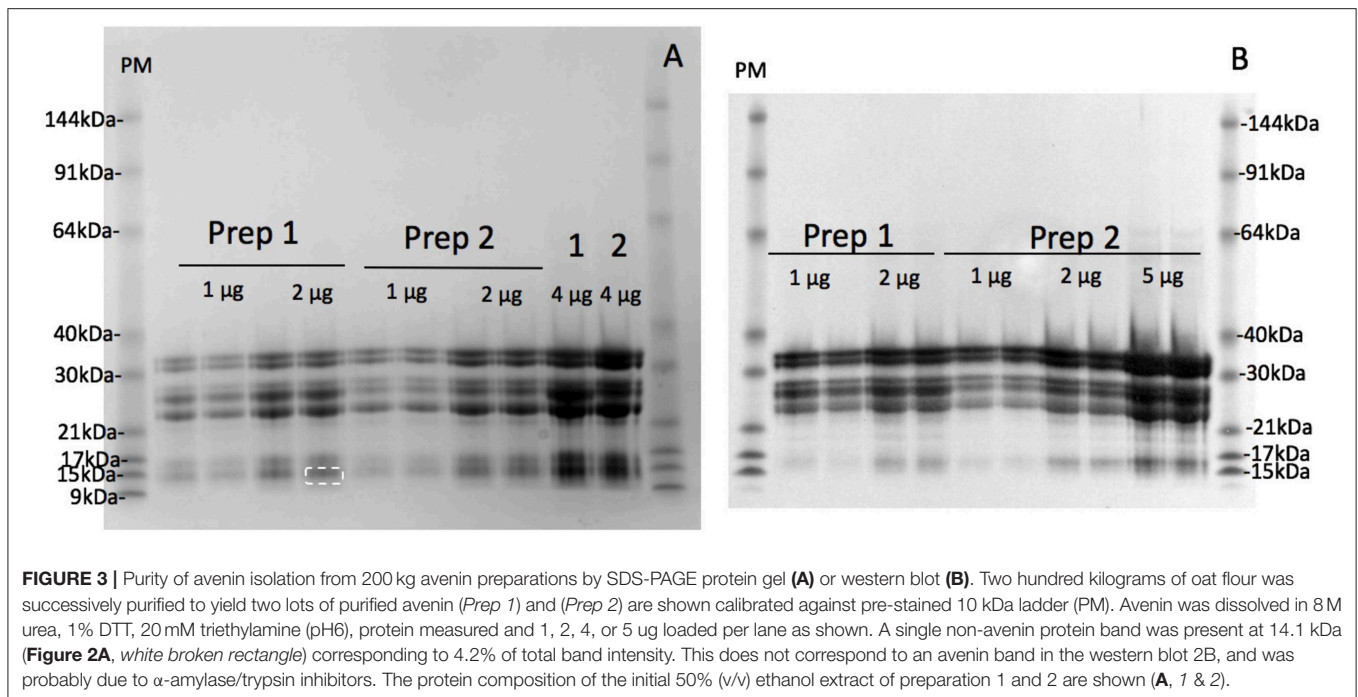 A
PM
144kDa-
91kDa-
64kDa-
40kDa-
30kDa-
21kDa-
17kDa-
15kDa-
9kDa-
Prep 1 Prep 2 1 2
1 µg 2 µg 1 µg 2 µg 4 µg 4 µg
B
PM
-144kDa
-91kDa
-64kDa
-40kDa
-30kDa
-21kDa
-17kDa
-15kDa
Prep 1 Prep 2
1 µg 2 µg 1 µg 2 µg 5 µg
FIGURE 3 | Purity of avenin isolation from 200 kg avenin preparations by SDS-PAGE protein gel (A) or western blot (B). Two hundred kilograms of oat flour was
successively purified to yield two lots of purified avenin (Prep 1) and (Prep 2) are shown calibrated against pre-stained 10 kDa ladder (PM). Avenin was dissolved in 8 M
urea, 1% DTT, 20 mM triethylamine (pH6), protein measured and 1, 2, 4, or 5 ug loaded per lane as shown. A single non-avenin protein band was present at 14.1 kDa
(Figure 2A, white broken rectangle) corresponding to 4.2% of total band intensity. This does not correspond to an avenin band in the western blot 2B, and was
probably due to α-amylase/trypsin inhibitors. The protein composition of the initial 50% (v/v) ethanol extract of preparation 1 and 2 are shown (A, 1 & 2).